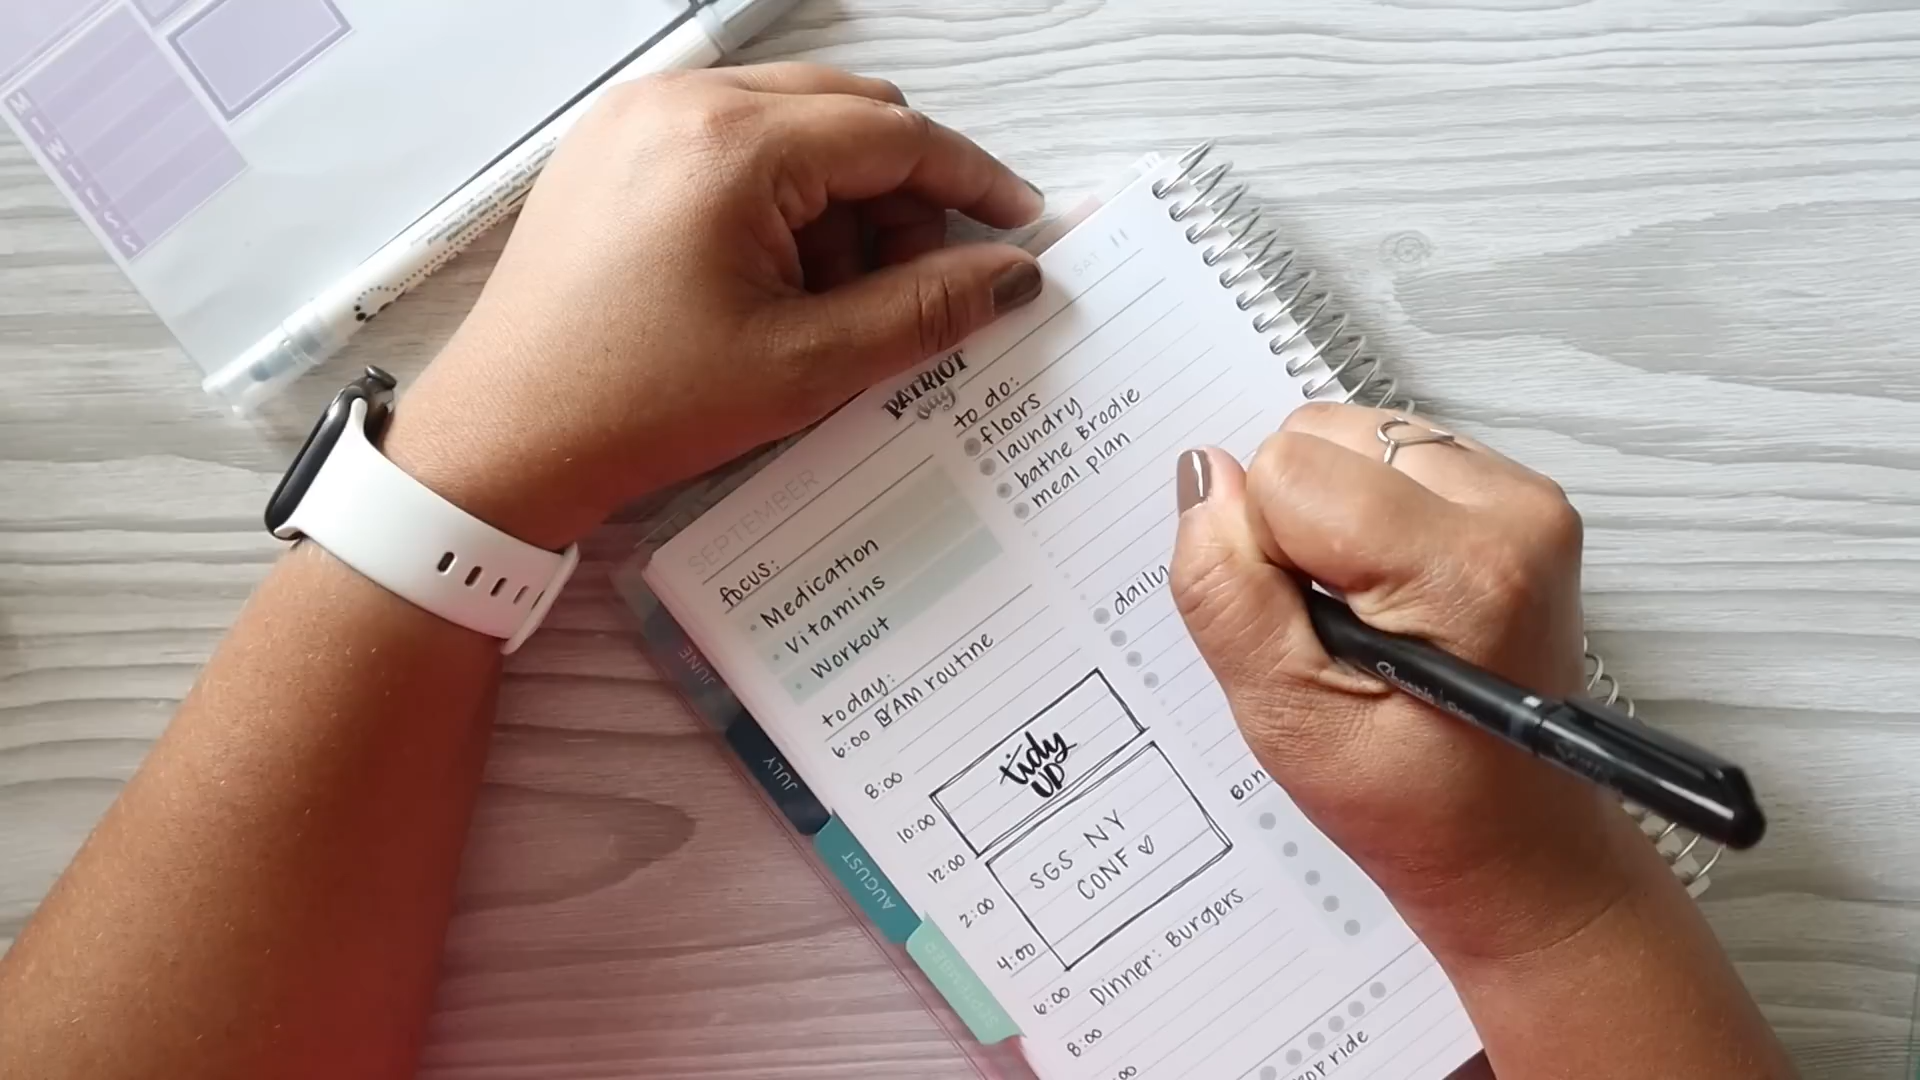 SAT 11
PATRIOT
day
SEPTEMBER
focus:
Medication
Vitamins
Workout
today:
6:00 AM routine
8:00
10:00
12:00
2:00
4:00
6:00 Dinner: Burgers
8:00
tidy
UP
SGS NY
CONF ♡
to do:
floors
laundry
bathe Brodie
meal plan
daily
JUNE
JULY
AUGUST
SEPTEMBER